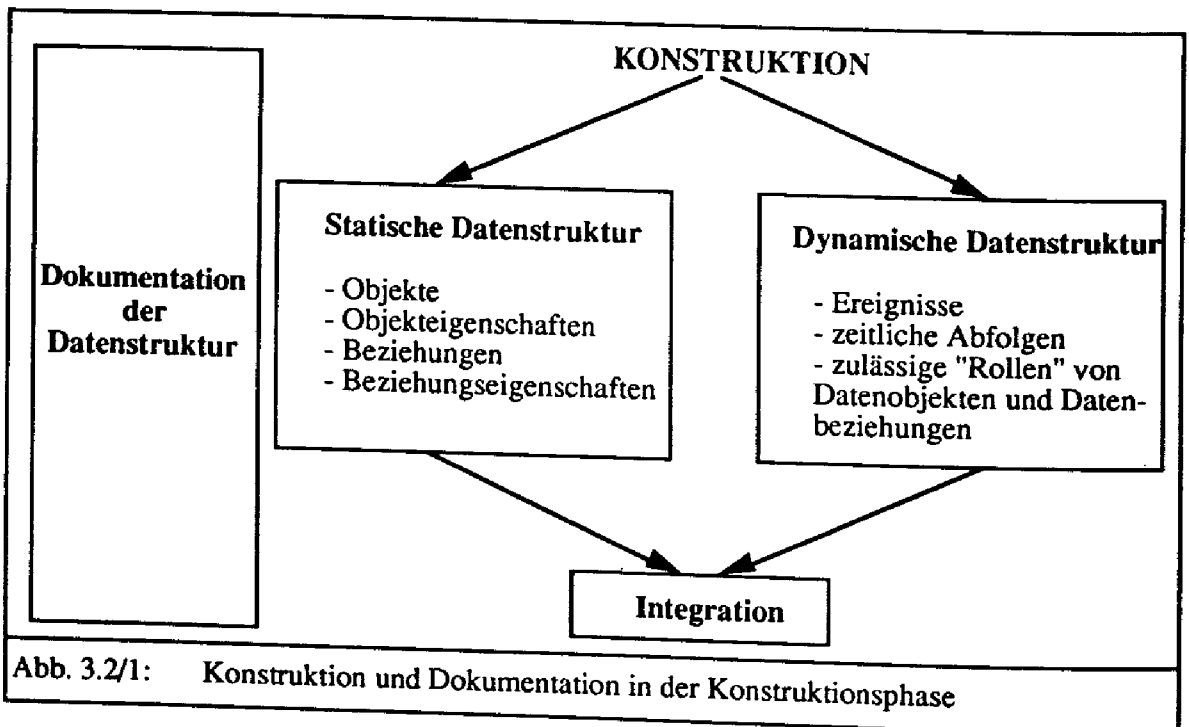 KONSTRUKTION
Dokumentation
der
Datenstruktur
Statische Datenstruktur
- Objekte
- Objekteigenschaften
- Beziehungen
- Beziehungseigenschaften
Dynamische Datenstruktur
- Ereignisse
- zeitliche Abfolgen
- zulässige "Rollen" von
Datenobjekten und Daten-
beziehungen
Integration
Abb. 3.2/1: Konstruktion und Dokumentation in der Konstruktionsphase